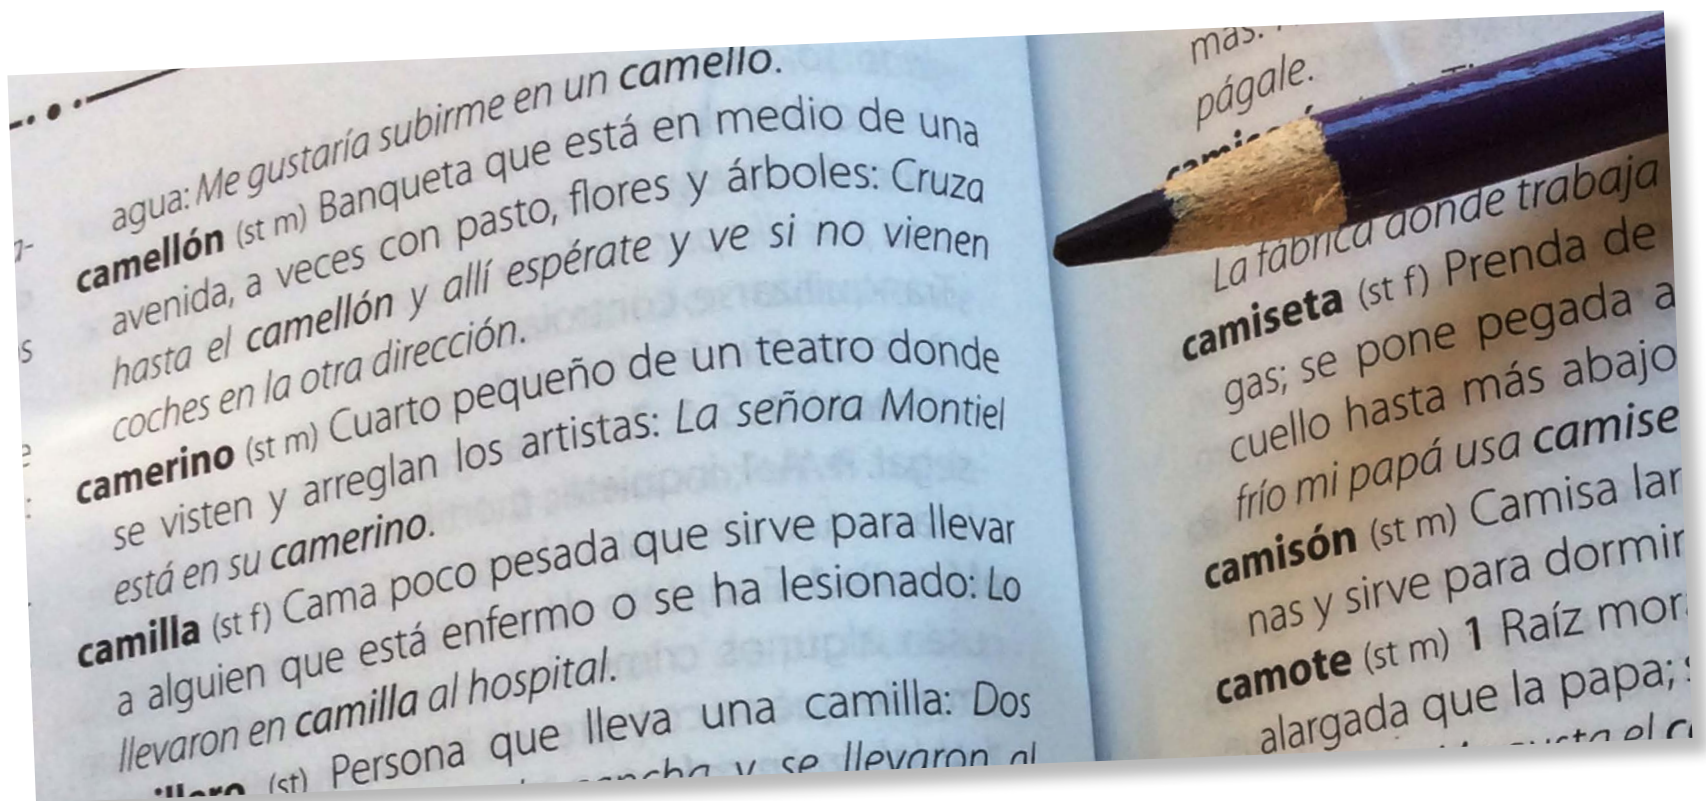 agua: Me gustaría subirme en un camello.
camellón (st m) Banqueta que está en medio de una
avenida, a veces con pasto, flores y árboles: Cruza
hasta el camellón y allí espérate y ve si no vienen
coches en la otra dirección.
camerino (st m) Cuarto pequeño de un teatro donde
se visten y arreglan los artistas: La señora Montiel
está en su camerino.
camilla (st f) Cama poco pesada que sirve para llevar
a alguien que está enfermo o se ha lesionado: Lo
llevaron en camilla al hospital.
(st) Persona que lleva una camilla: Dos
y se llevaron al
más.
págale.
La fábrica donde trabaja
camiseta (st f) Prenda de
gas; se pone pegada a
cuello hasta más abajo
frío mi papá usa camise
camisón (st m) Camisa lar
nas y sirve para dormir
camote (st m) 1 Raíz mor
alargada que la papa;
el